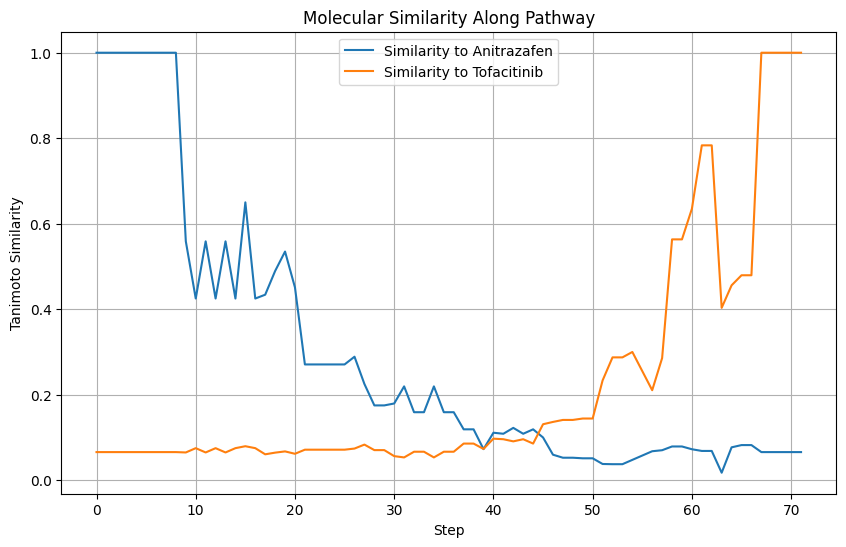 Molecular Similarity Along Pathway
Similarity to Anitrazafen
Similarity to Tofacitinib
Tanimoto Similarity
1.0
0.8
0.6
0.4
0.2
0.0
0 10 20 30 40 50 60 70
Step